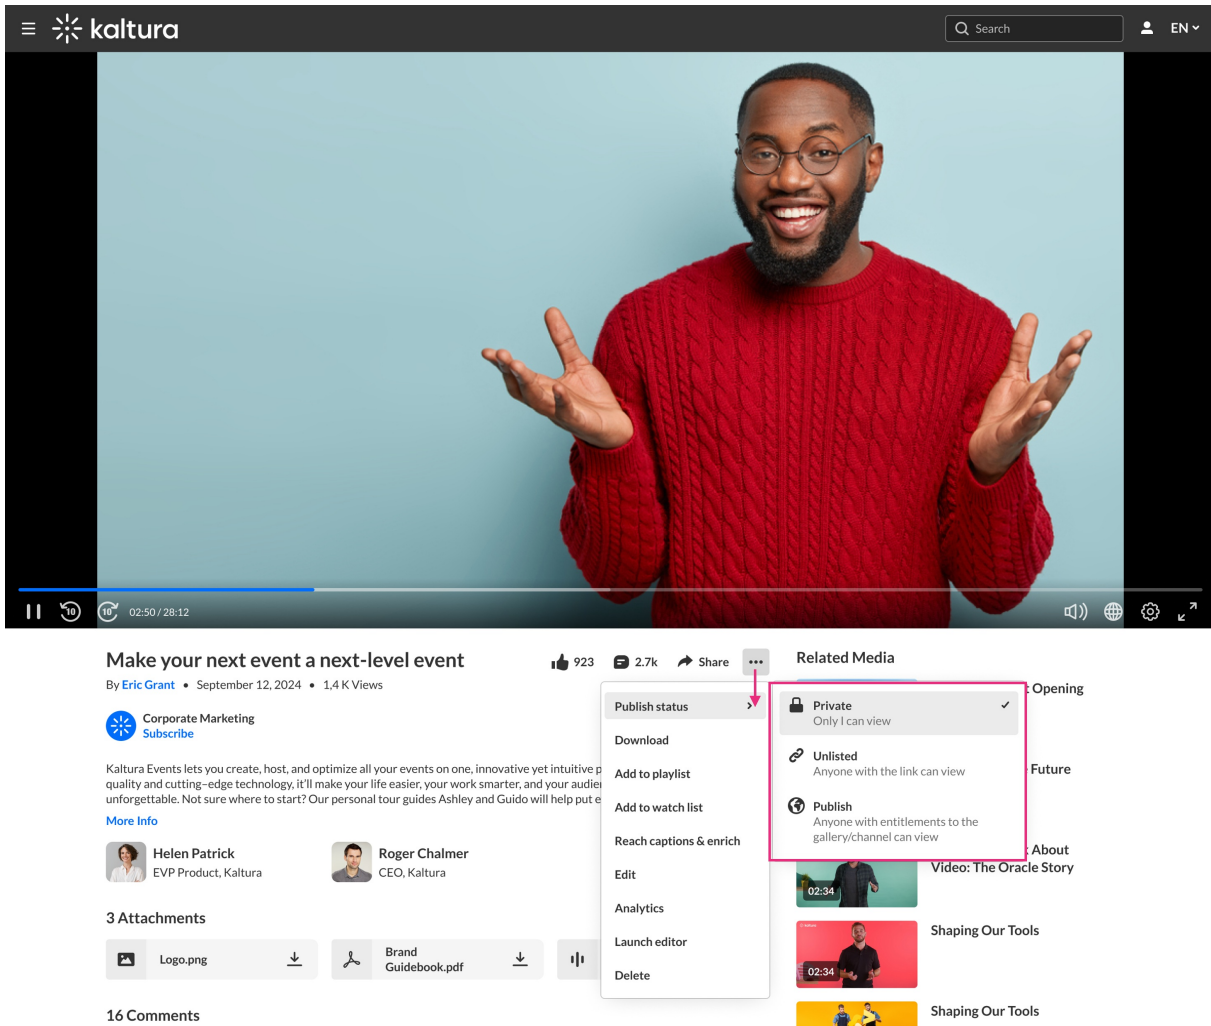 kaltura
Search
EN
10
10
02:50 / 28:12
Make your next event a next-level event
923
2.7k
Share
By Eric Grant • September 12, 2024 • 1,4 K Views
Corporate Marketing
Subscribe
Kaltura Events lets you create, host, and optimize all your events on one, innovative yet intuitive
quality and cutting-edge technology, it'll make your life easier, your work smarter, and your
unforgettable. Not sure where to start? Our personal tour guides Ashley and Guido will help put
More Info
Helen Patrick
EVP Product, Kaltura
Roger Chalmer
CEO, Kaltura
3 Attachments
Logo.png
Brand
Guidebook.pdf
16 Comments
Publish status
Download
Add to playlist
Add to watch list
Reach captions & enrich
Edit
Analytics
Launch editor
Delete
Private
Only I can view
Unlisted
Anyone with the link can view
Publish
Anyone with entitlements to the
gallery/channel can view
Related Media
Opening
Future
About
Video: The Oracle Story
02:34
Shaping Our Tools
02:34
Shaping Our Tools